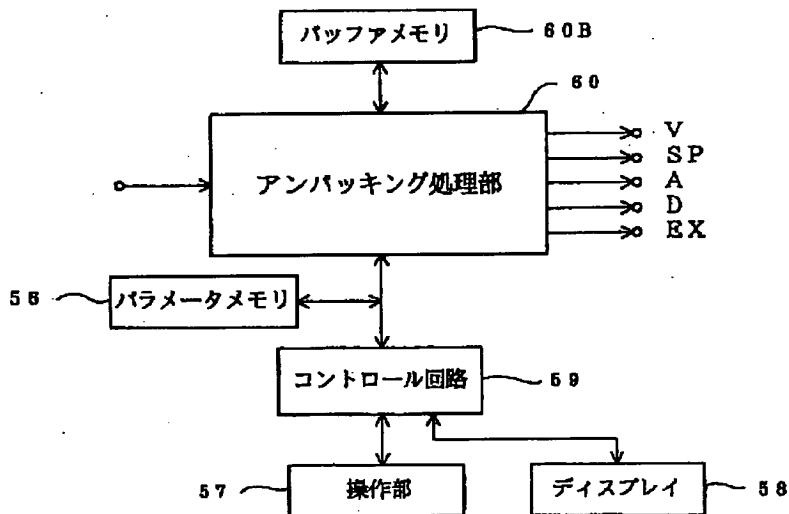 バッファメモリ 60B
60
アンパッキング処理部
V
SP
A
D
EX
56 パラメータメモリ
コントロール回路 59
57 操作部
ディスプレイ 58